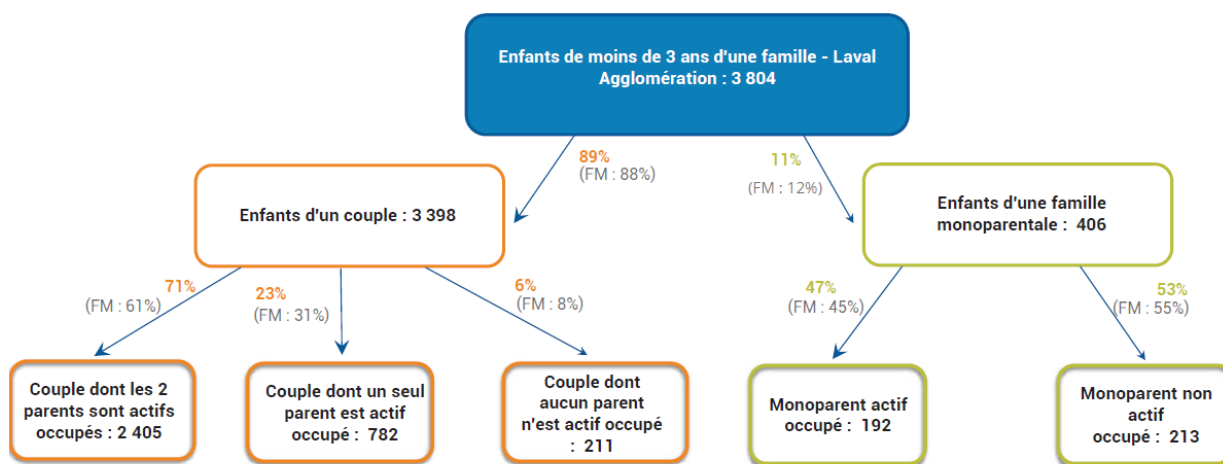 Enfants de moins de 3 ans d'une famille - Laval
Agglomération : 3 804
89%
(FM : 88%)
11%
(FM : 12%)
Enfants d'un couple : 3 398
Enfants d'une famille
monoparentale : 406
71%
(FM : 61%)
23%
(FM : 31%)
6%
(FM : 8%)
47%
(FM : 45%)
53%
(FM : 55%)
Couple dont les 2
parents sont actifs
occupés : 2 405
Couple dont un seul
parent est actif
occupé : 782
Couple dont
aucun parent
n'est actif occupé
: 211
Monoparent actif
occupé : 192
Monoparent non
actif
occupé : 213